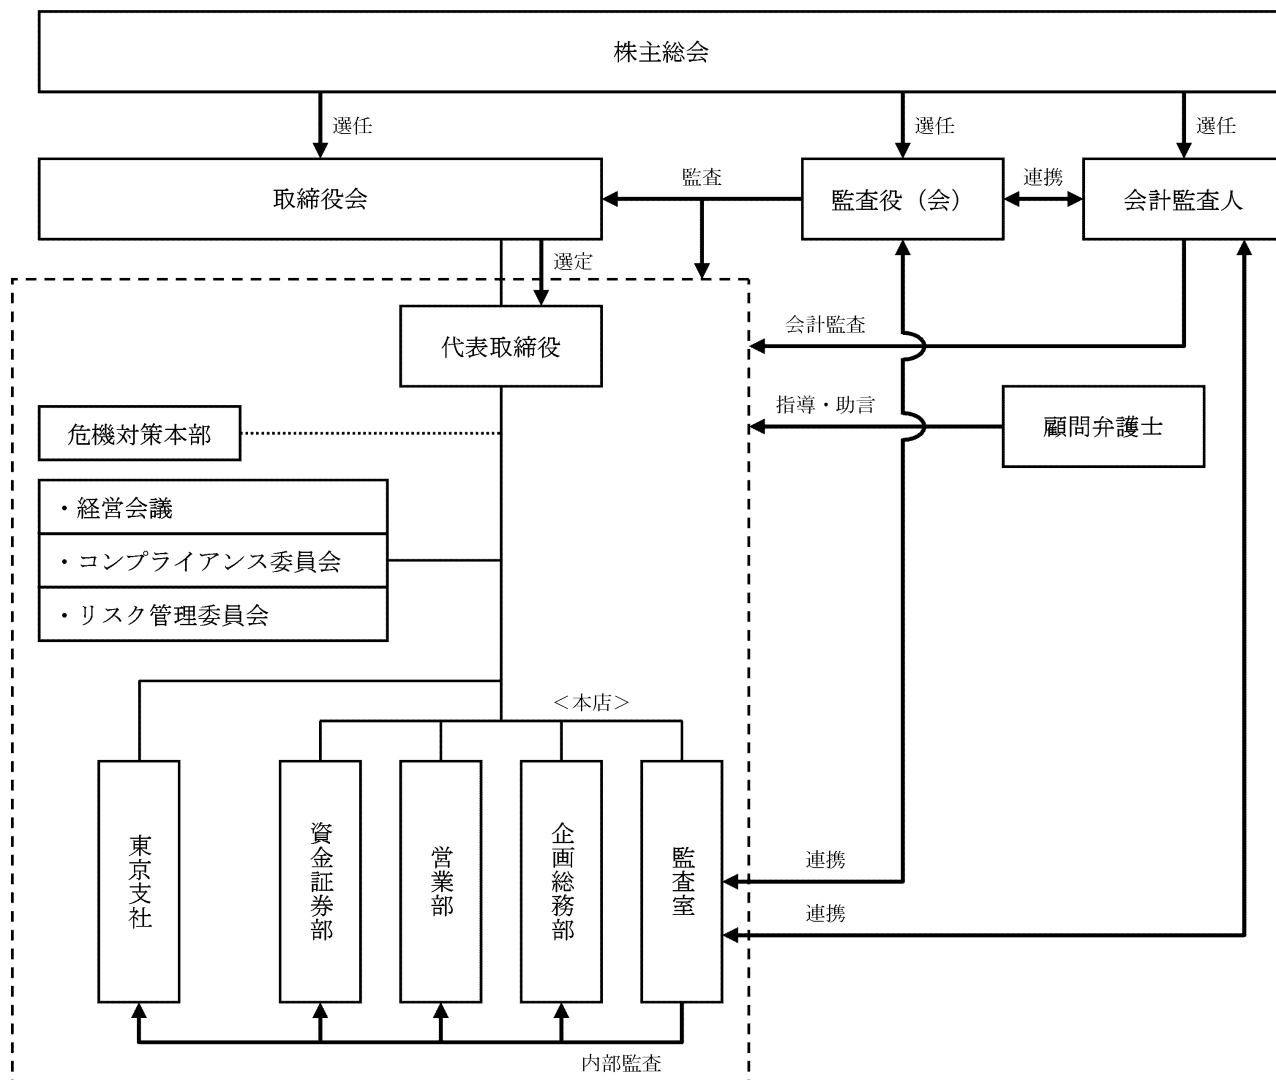 株主総会
選任
選任
選任
取締役会
監査
監査役（会）
連携
会計監査人
選定
代表取締役
会計監査
指導・助言
顧問弁護士
危機対策本部
・経営会議
・コンプライアンス委員会
・リスク管理委員会
＜本店＞
東京支社
資金証券部
営業部
企画総務部
監査室
連携
連携
内部監査